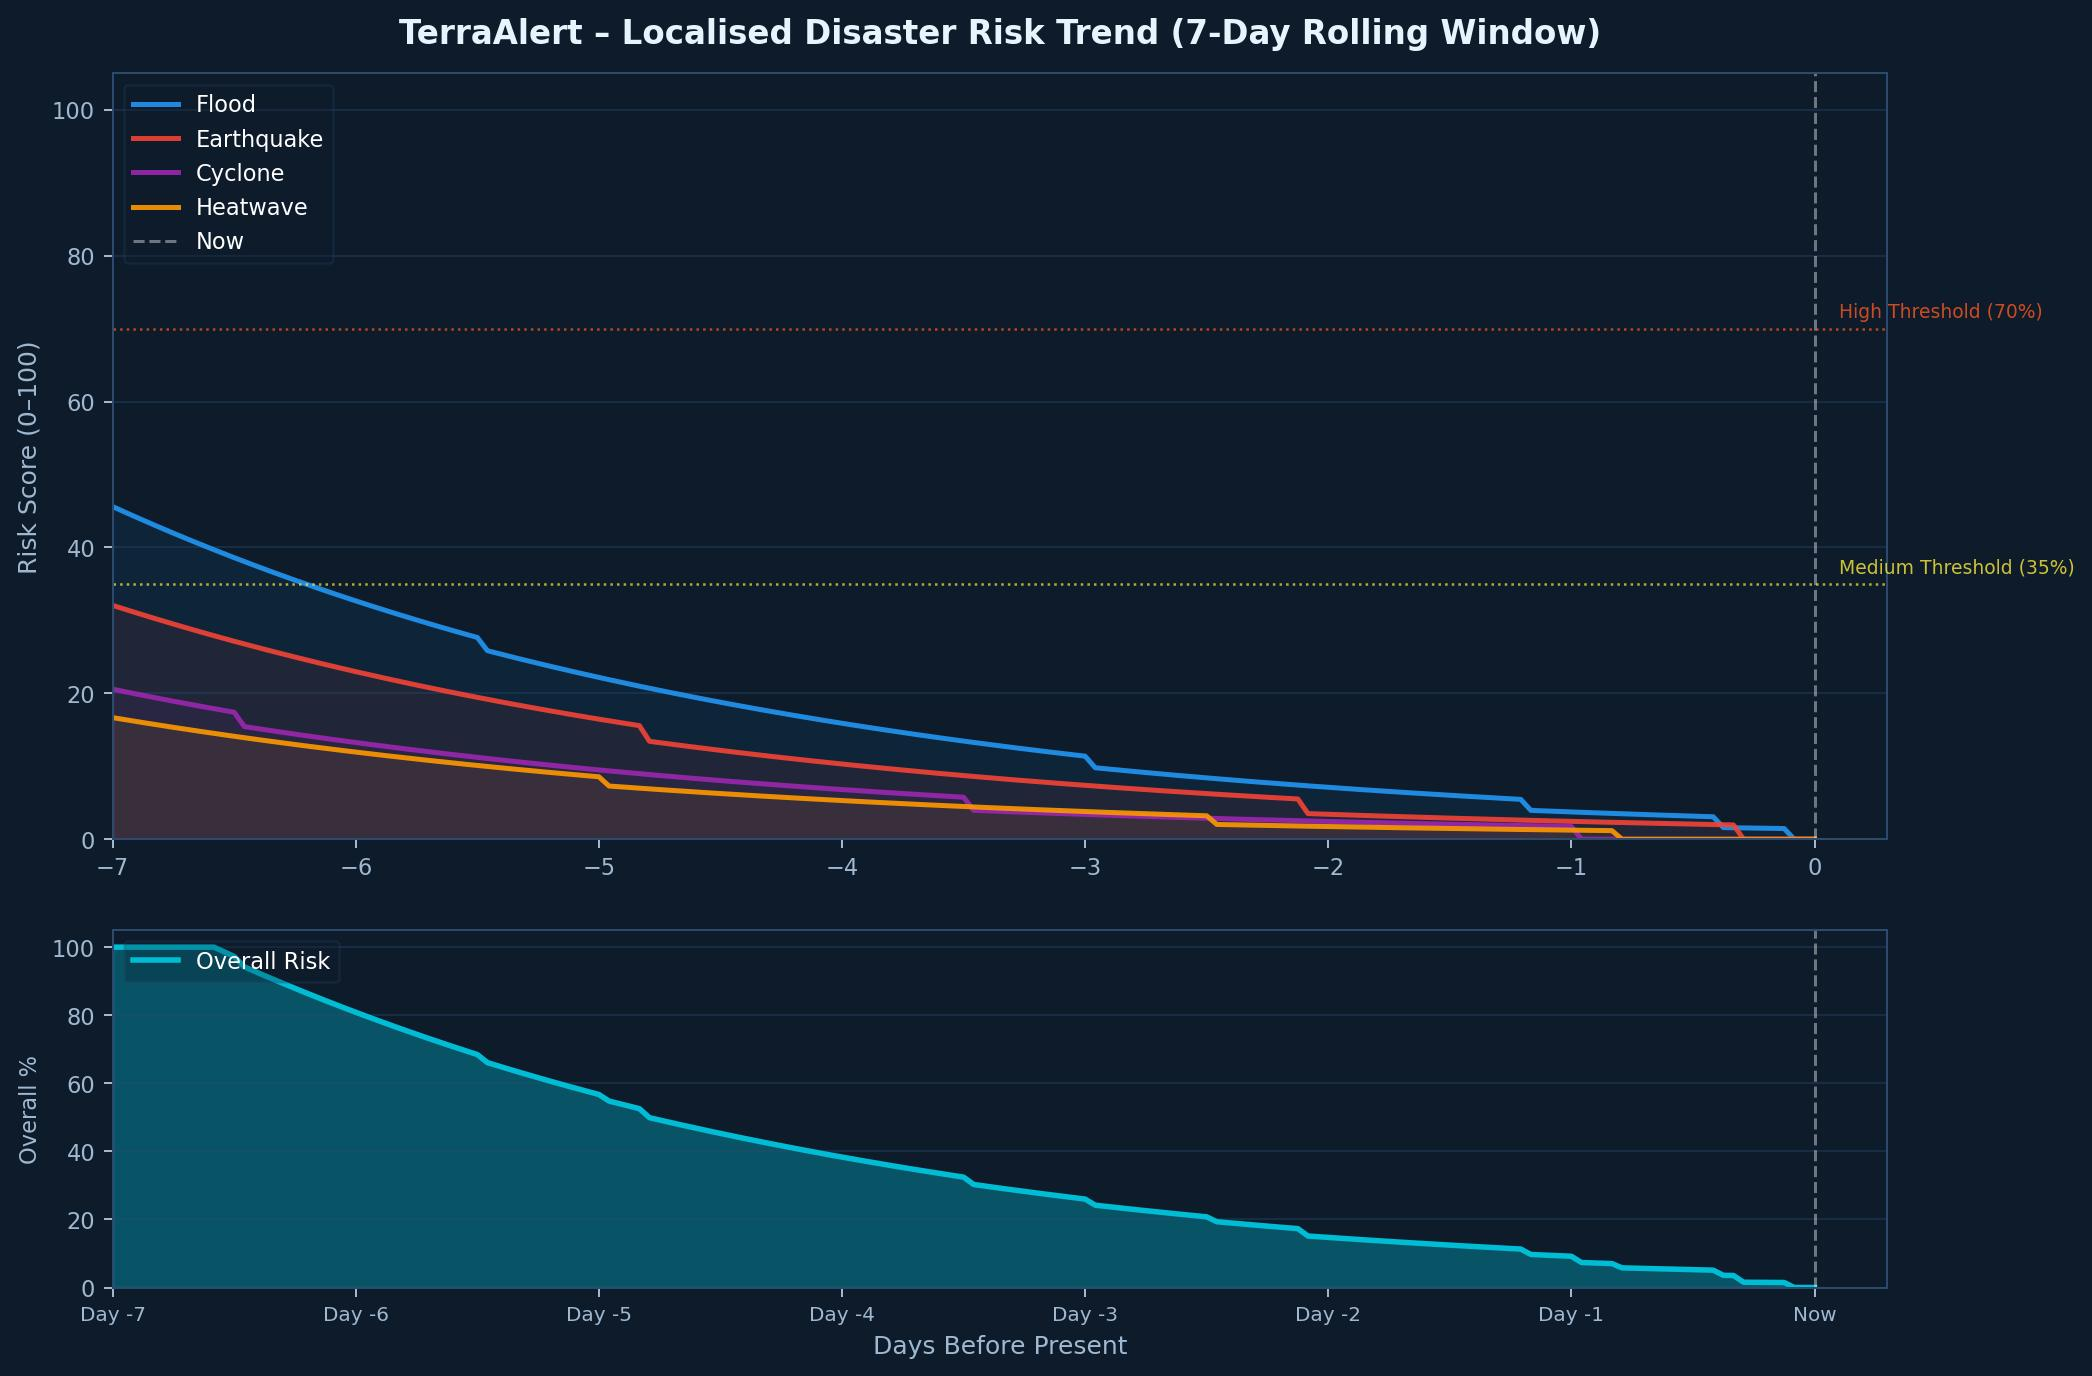 TerraAlert – Localised Disaster Risk Trend (7-Day Rolling Window)
Flood
Earthquake
Cyclone
Heatwave
Now
Risk Score (0–100)
100
80
60
40
20
0
High Threshold (70%)
Medium Threshold (35%)
−7 −6 −5 −4 −3 −2 −1 0
Overall Risk
Overall %
100
80
60
40
20
0
Day -7 Day -6 Day -5 Day -4 Day -3 Day -2 Day -1 Now
Days Before Present